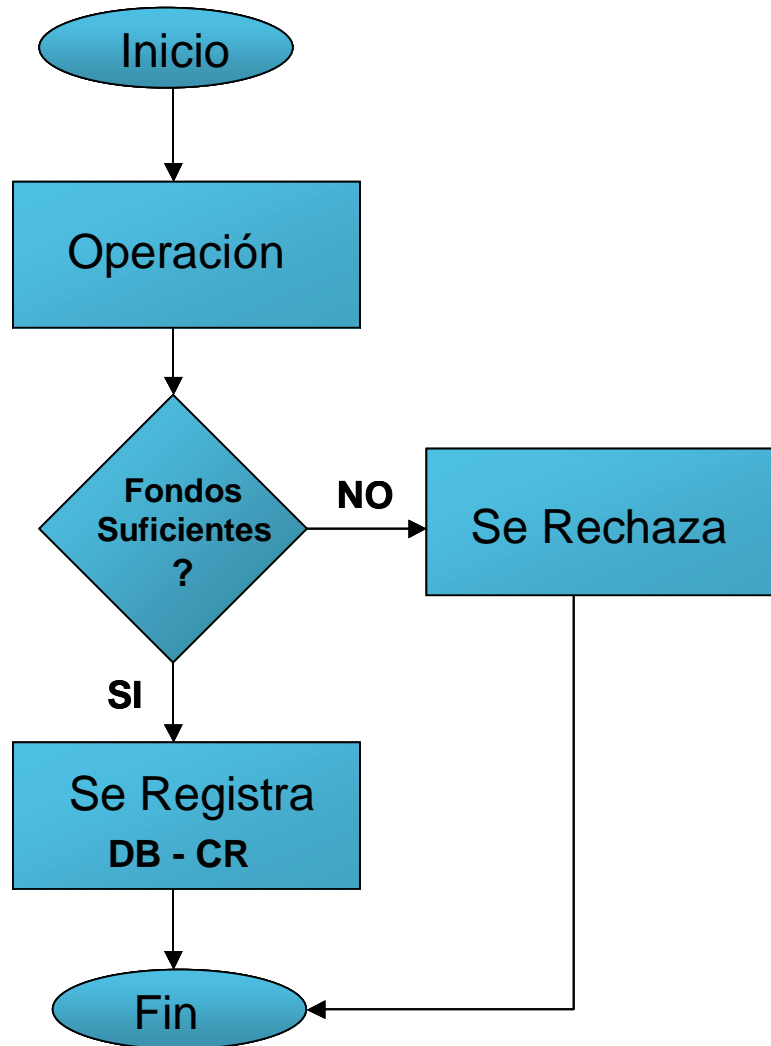 Inicio
Operación
Fondos
Suficientes
?
NO
Se Rechaza
SI
Se Registra
DB - CR
Fin